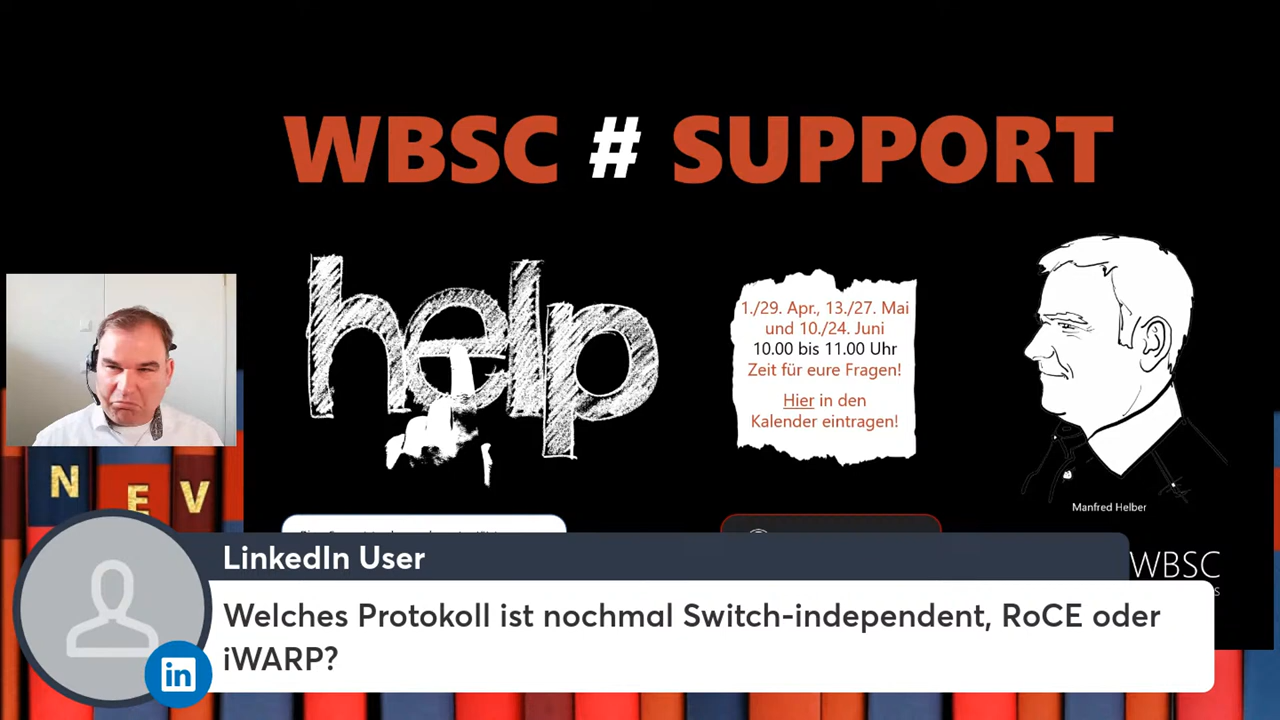 WBSC # SUPPORT
help
1./29. Apr., 13./27. Mai
und 10./24. Juni
10.00 bis 11.00 Uhr
Zeit für eure Fragen!
Hier in den
Kalender eintragen!
Manfred Helber
N E V
WBSC
LinkedIn User
Welches Protokoll ist nochmal Switch-independent, RoCE oder
iWARP?
in